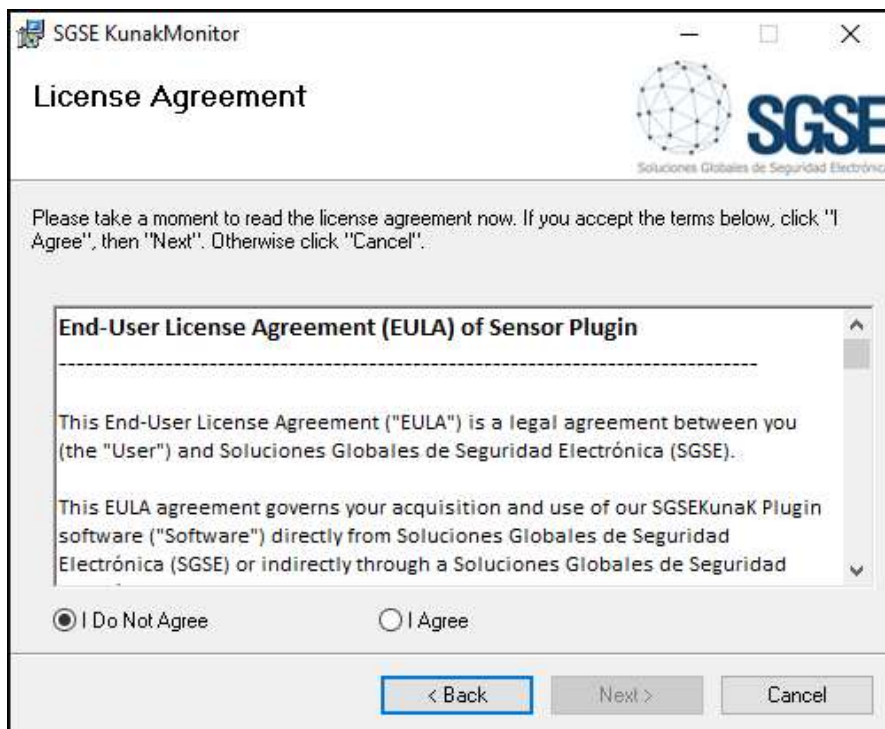 SGSE KunakMonitor
License Agreement
SGSE
Soluciones Globales de Seguridad Electrónic
Please take a moment to read the license agreement now. If you accept the terms below, click "I
Agree", then "Next". Otherwise click "Cancel".
End-User License Agreement (EULA) of Sensor Plugin
--------------------------------------------------------------------------------
This End-User License Agreement ("EULA") is a legal agreement between you
(the "User") and Soluciones Globales de Seguridad Electrónica (SGSE).
This EULA agreement governs your acquisition and use of our SGSEKunaK Plugin
software ("Software") directly from Soluciones Globales de Seguridad
Electrónica (SGSE) or indirectly through a Soluciones Globales de Seguridad
I Do Not Agree
I Agree
< Back
Next >
Cancel